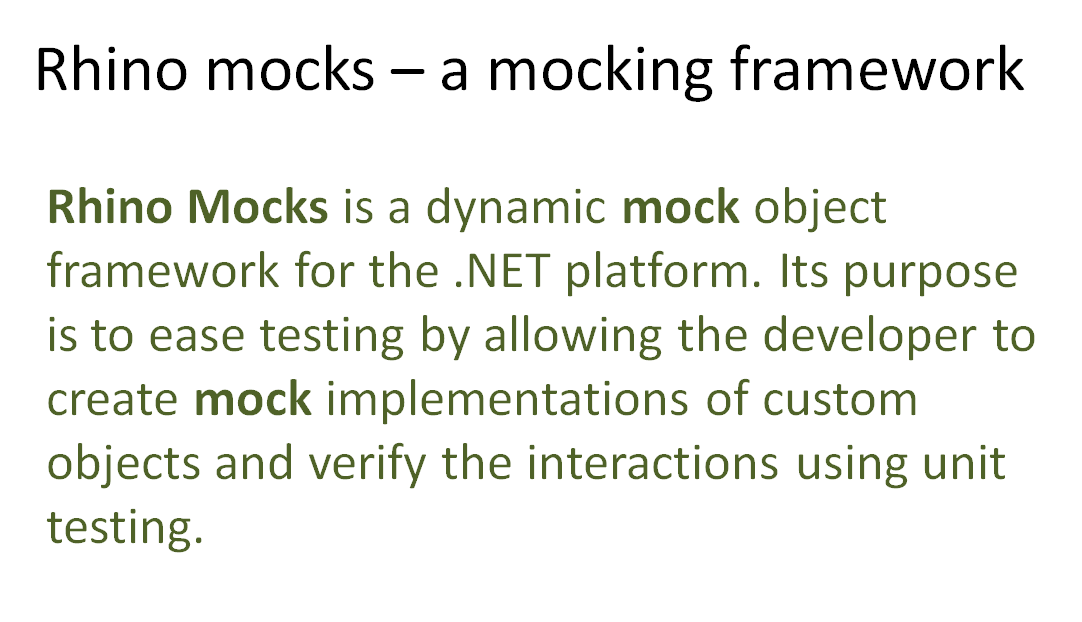 Rhino mocks – a mocking framework
Rhino Mocks is a dynamic mock object
framework for the .NET platform. Its purpose
is to ease testing by allowing the developer to
create mock implementations of custom
objects and verify the interactions using unit
testing.